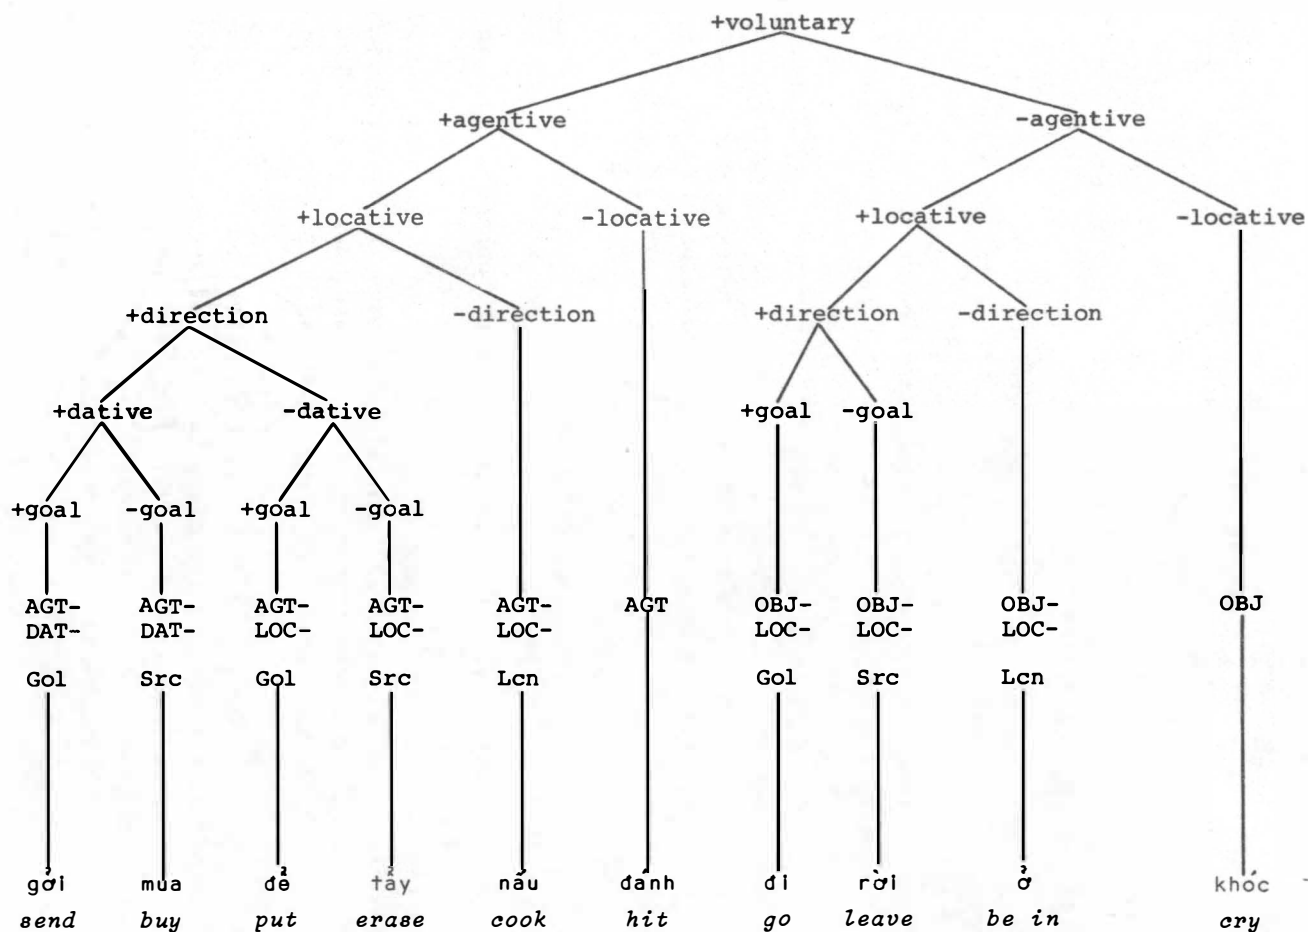 +voluntary
+agentive -agentive
+locative -locative +locative -locative
+direction -direction +direction -direction
+dative -dative +goal -goal
+goal -goal +goal -goal
AGT- AGT- AGT- AGT- AGT- AGT OBJ- OBJ- OBJ- OBJ
DAT- DAT- LOC- LOC- LOC- LOC- LOC- LOC-
Gol Src Gol Src Lcn Gol Src Lcn
gởi mua để tẩy nấu đánh đi rời ở khóc
send buy put erase cook hit go leave be in cry